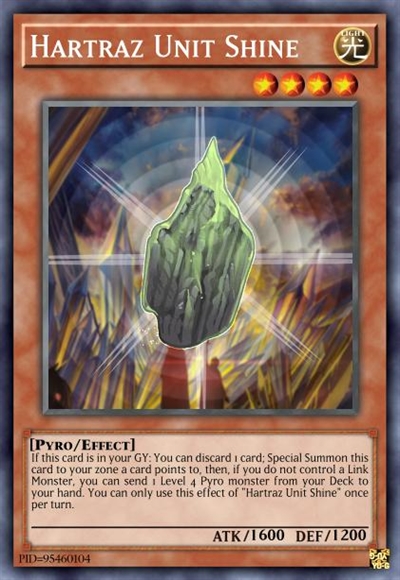 Hartraz Unit Shine
LIGHT
光
[Pyro/Effect]
If this card is in your GY: You can discard 1 card; Special Summon this
card to your zone a card points to, then, if you do not control a Link
Monster, you can send 1 Level 4 Pyro monster from your Deck to
your hand. You can only use this effect of "Hartraz Unit Shine" once
per turn.
ATK/1600 DEF/1200
PID=95460104